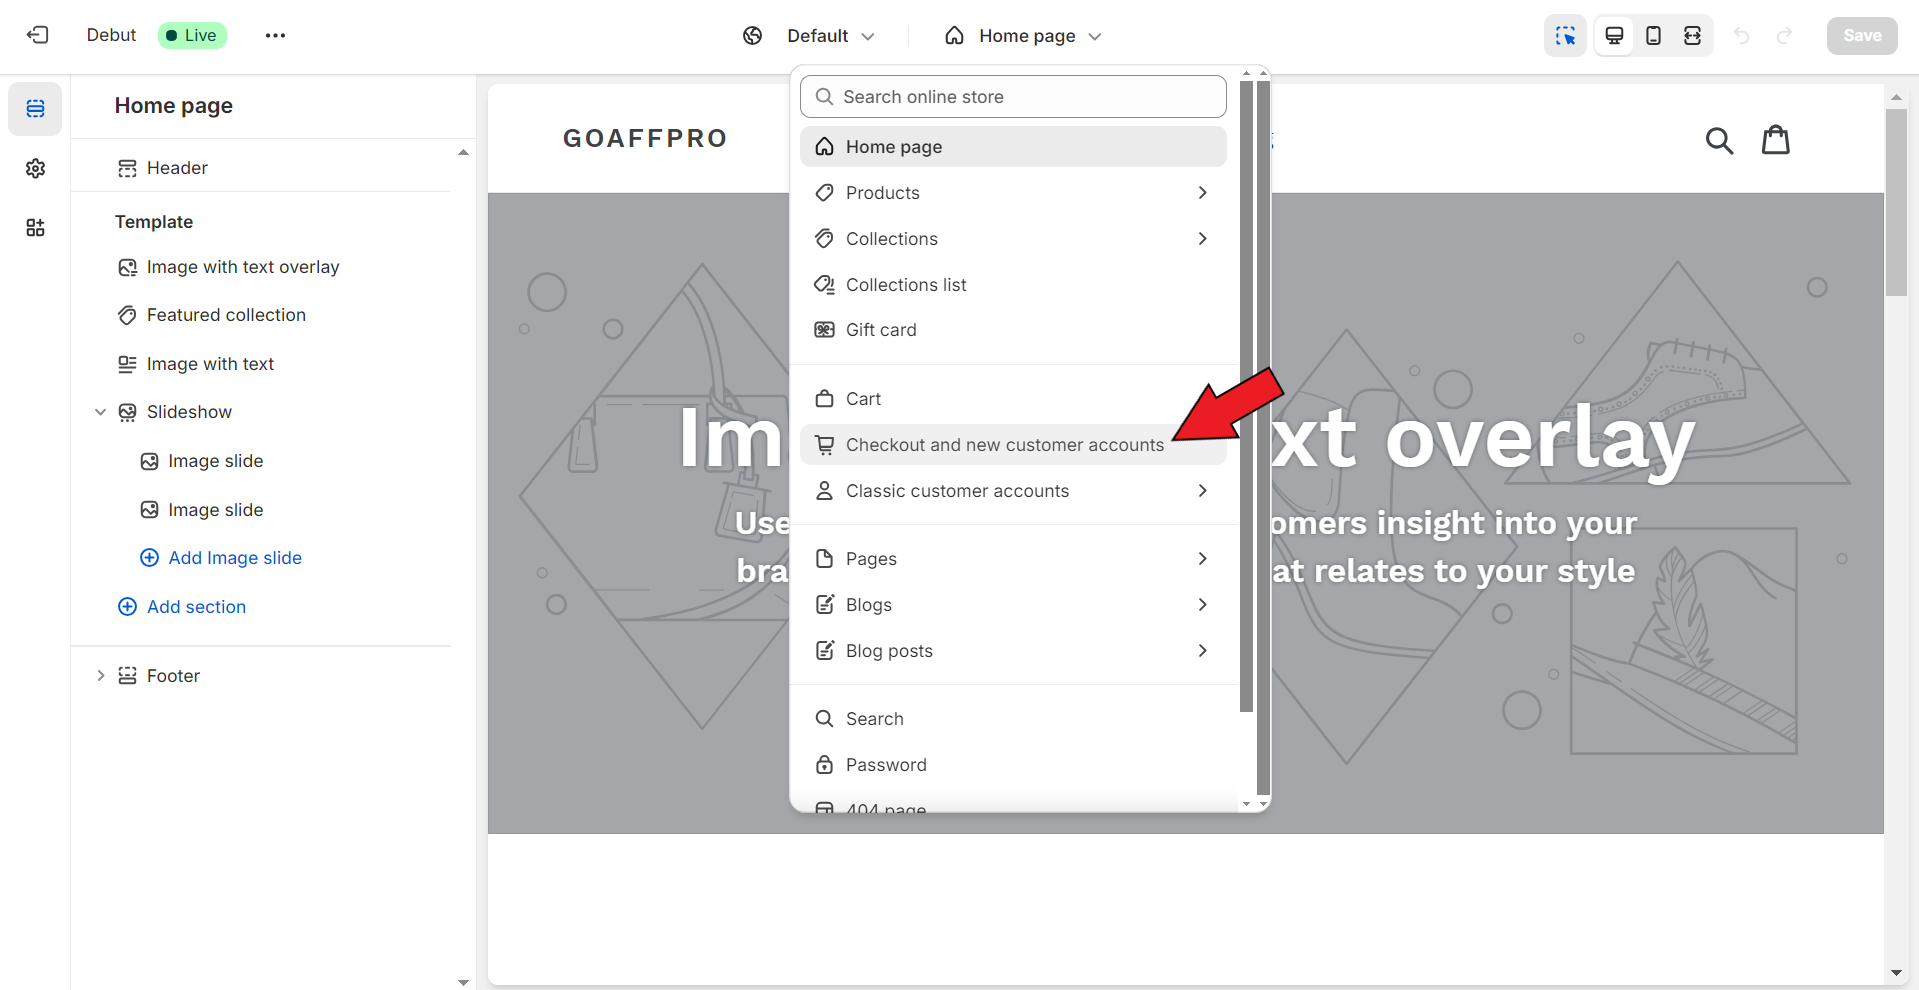 Debut
Live
Default
Home page
Save
Home page
Header
Template
Image with text overlay
Featured collection
Image with text
Slideshow
Image slide
Image slide
Add Image slide
Add section
Footer
GOAFFPRO
Search online store
Home page
Products
Collections
Collections list
Gift card
Cart
Checkout and new customer accounts
Classic customer accounts
Pages
Blogs
Blog posts
Search
Password
404 page
Im xt overlay
Use omers insight into your
bra at relates to your style